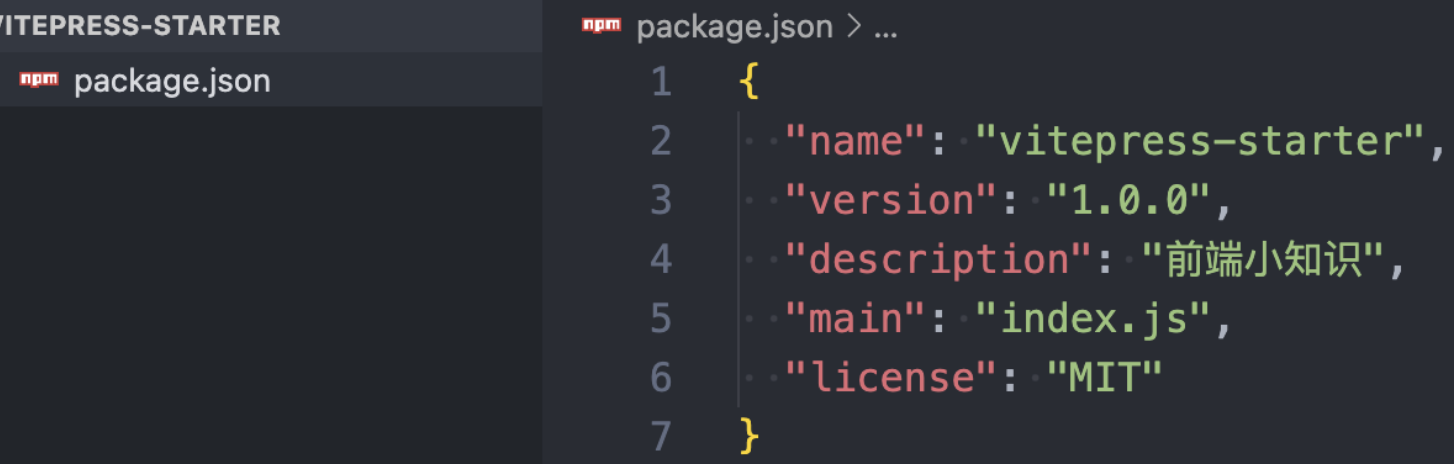 VITEPRESS-STARTER
npm package.json
npm package.json > ...
1 {
2 "name": "vitepress-starter",
3 "version": "1.0.0",
4 "description": "前端小知识",
5 "main": "index.js",
6 "license": "MIT"
7 }